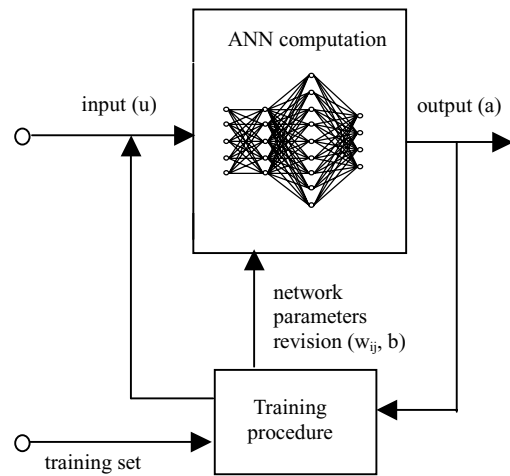 ANN computation
input (u)
output (a)
network
parameters
revision (wij, b)
Training
procedure
training set